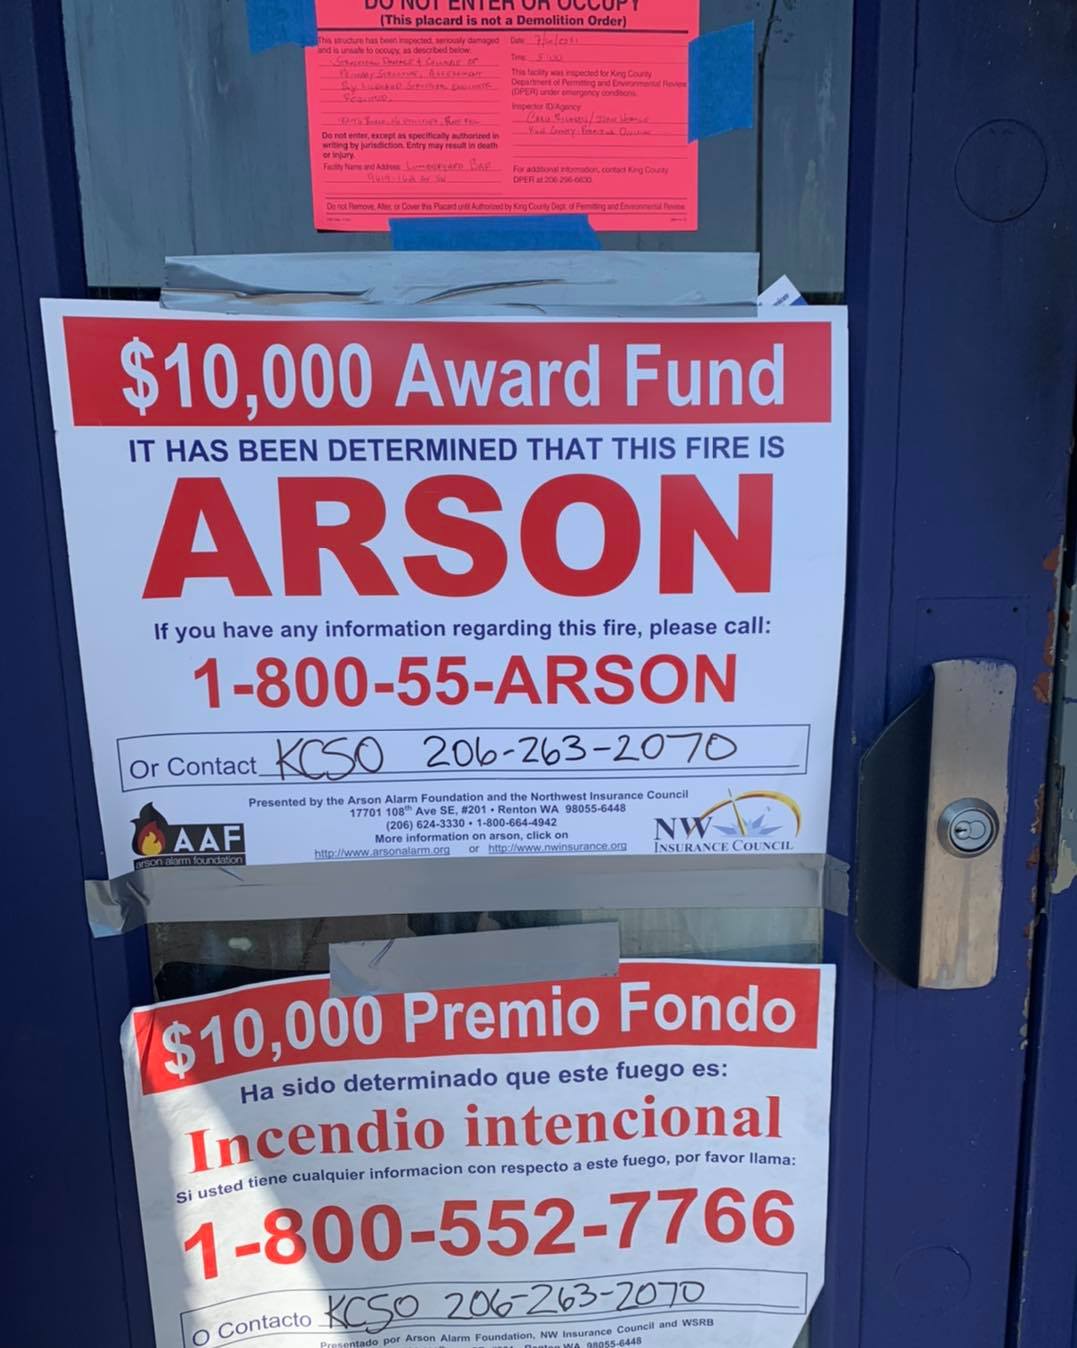 DO NOT ENTER OR OCCUPY
(This placard is not a Demolition Order)
This structure has been inspected, seriously damaged
and is unsafe to occupy, as described below:
Do not enter, except as specifically authorized in
writing by jurisdiction. Entry may result in death
or injury.
Facility Name and Address
Date
Time
This facility was inspected for King County
Department of Permitting and Environmental Review
(DPER) under emergency conditions.
Inspector ID/Agency
For additional information, contact King County
DPER at 206-296-6600.
Do not Remove, Alter, or Cover this Placard until Authorized by King County Dept. of Permitting and Environmental Review
$10,000 Award Fund
IT HAS BEEN DETERMINED THAT THIS FIRE IS
ARSON
If you have any information regarding this fire, please call:
1-800-55-ARSON
Or Contact KCSO 206-263-2070
Presented by the Arson Alarm Foundation and the Northwest Insurance Council
17701 108th Ave SE, #201 • Renton WA 98055-6448
(206) 624-3330 • 1-800-664-4942
More information on arson, click on
http://www.arsonalarm.org or http://www.nwinsurance.org
AAF
arson alarm foundation
NW
INSURANCE COUNCIL
$10,000 Premio Fondo
Ha sido determinado que este fuego es:
Incendio intencional
Si usted tiene cualquier informacion con respecto a este fuego, por favor llama:
1-800-552-7766
O Contacto KCSO 206-263-2070
Presentado por Arson Alarm Foundation, NW Insurance Council and WSRB
Renton WA 98055-6448